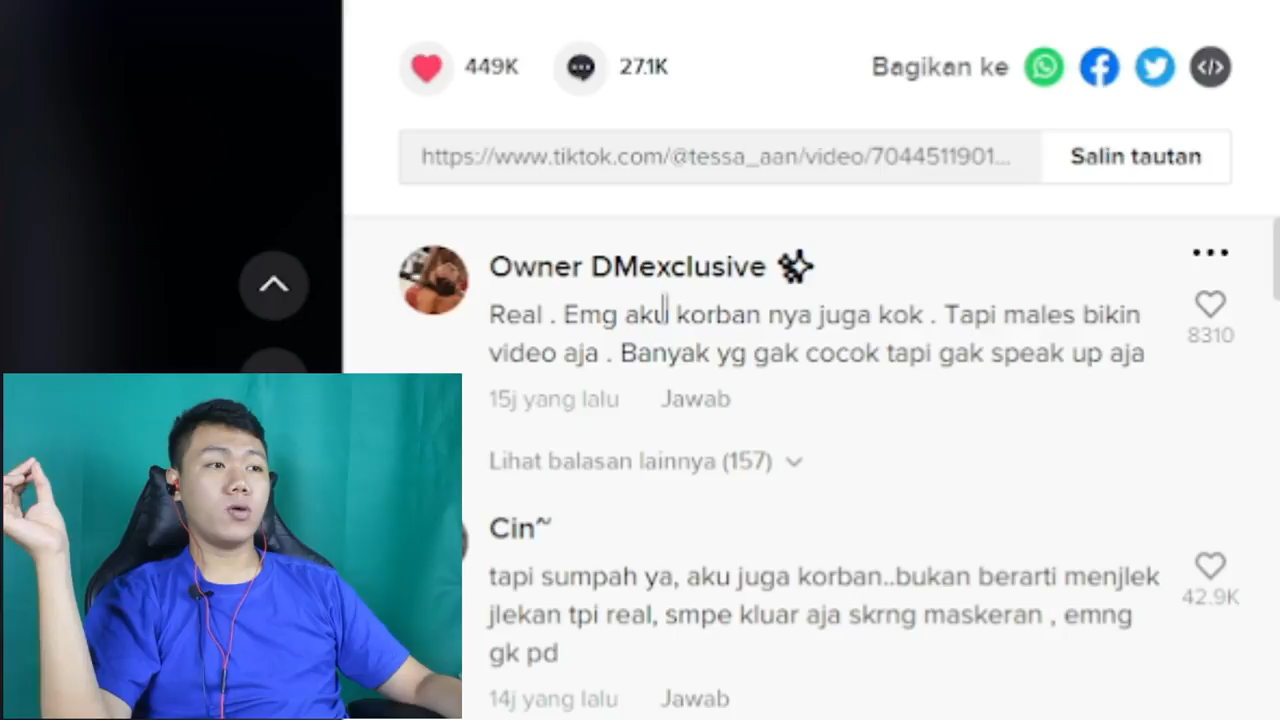 449K
27.1K
Bagikan ke
https://www.tiktok.com/@tessa_aan/video/7044511901...
Salin tautan
Owner DMexclusive
Real . Emg aku korban nya juga kok . Tapi males bikin
video aja . Banyak yg gak cocok tapi gak speak up aja
8310
15j yang lalu Jawab
Lihat balasan lainnya (157)
Cin~
tapi sumpah ya, aku juga korban..bukan berarti menjlek
jlekan tpi real, smpe kluar aja skrng maskeran , emng
gk pd
42.9K
14j yang lalu Jawab